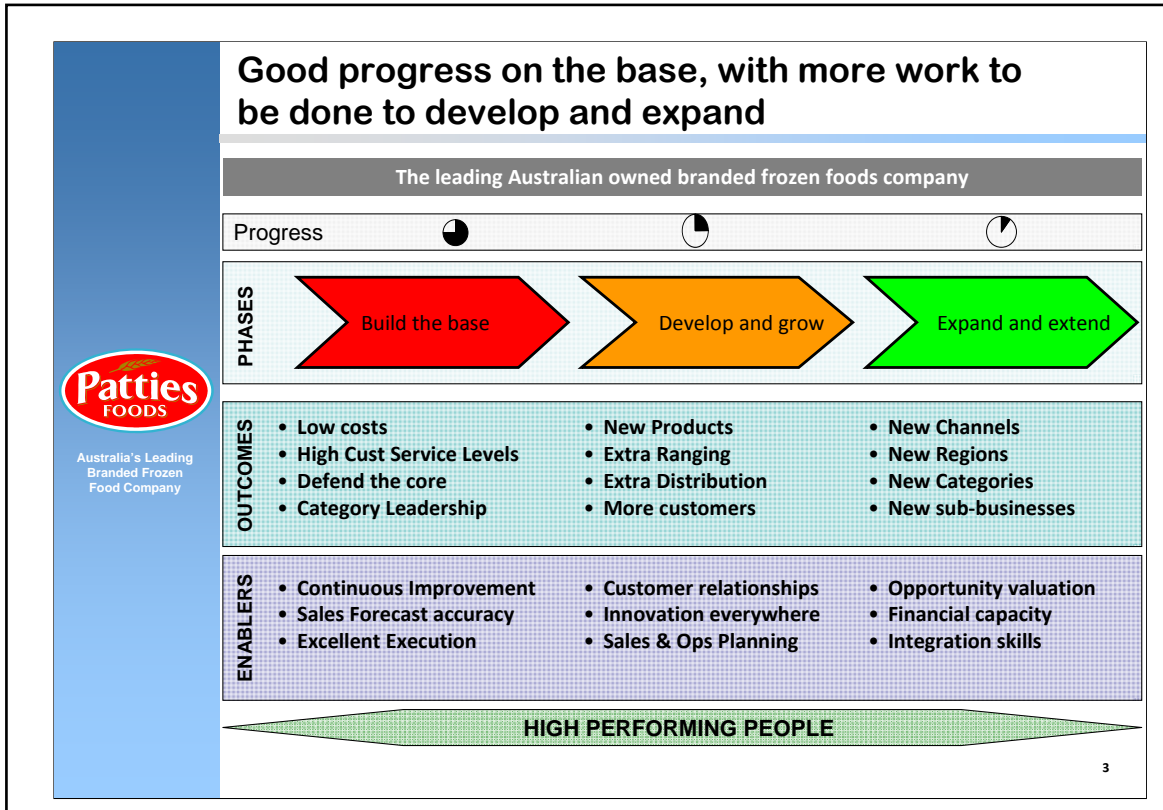 Good progress on the base, with more work to
be done to develop and expand
The leading Australian owned branded frozen foods company
Progress
PHASES
Build the base
Develop and grow
Expand and extend
Patties
FOODS
Australia's Leading
Branded Frozen
Food Company
OUTCOMES
• Low costs
• High Cust Service Levels
• Defend the core
• Category Leadership
• New Products
• Extra Ranging
• Extra Distribution
• More customers
• New Channels
• New Regions
• New Categories
• New sub-businesses
ENABLERS
• Continuous Improvement
• Sales Forecast accuracy
• Excellent Execution
• Customer relationships
• Innovation everywhere
• Sales & Ops Planning
• Opportunity valuation
• Financial capacity
• Integration skills
HIGH PERFORMING PEOPLE
3